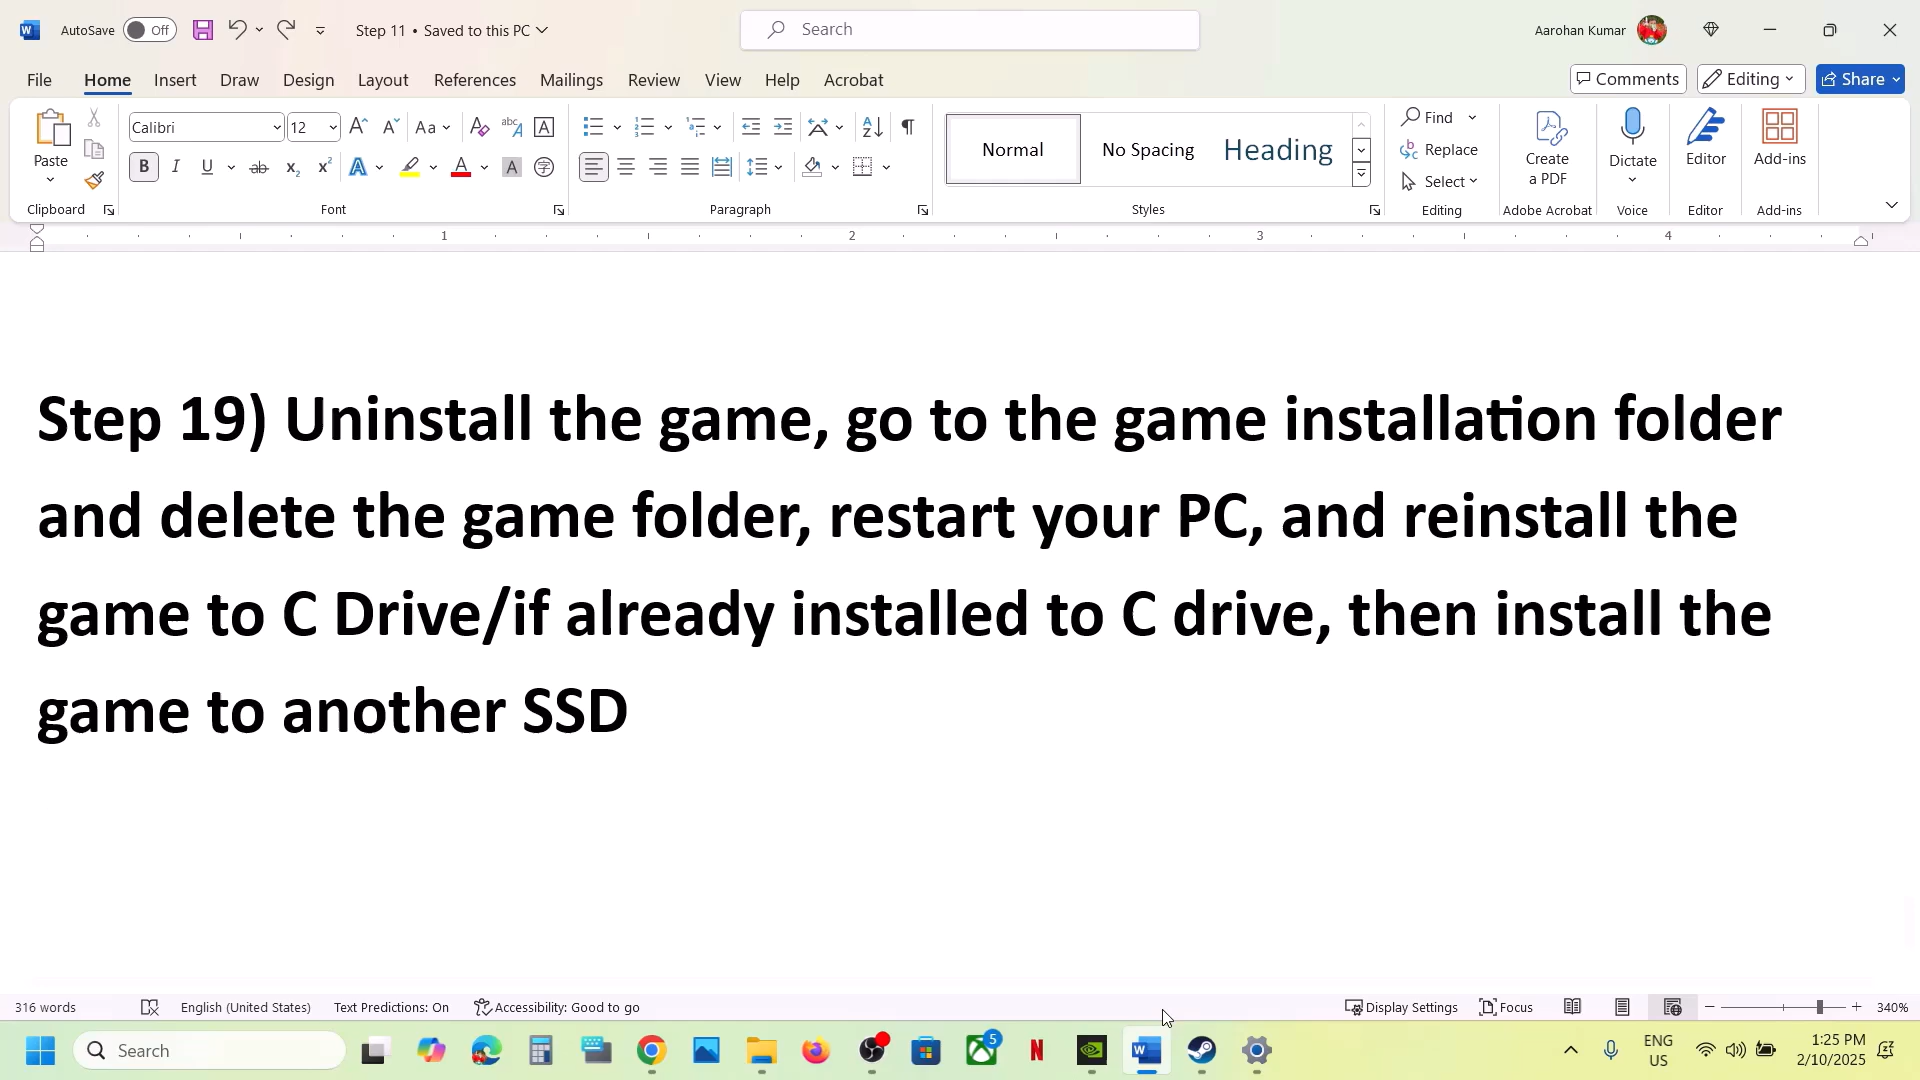 AutoSave Off Step 11 • Saved to this PC Search Aarohan Kumar
File Home Insert Draw Design Layout References Mailings Review View Help Acrobat Comments Editing Share
Paste
Clipboard
Calibri 12
Font
Paragraph
Normal No Spacing Heading
Styles
Find
Replace
Select
Editing
Create
a PDF
Adobe Acrobat
Dictate
Voice
Editor
Editor
Add-ins
Add-ins
1 2 3 4
Step 19) Uninstall the game, go to the game installation folder
and delete the game folder, restart your PC, and reinstall the
game to C Drive/if already installed to C drive, then install the
game to another SSD
316 words English (United States) Text Predictions: On Accessibility: Good to go Display Settings Focus 340%
Search 5 ENG
US
1:25 PM
2/10/2025